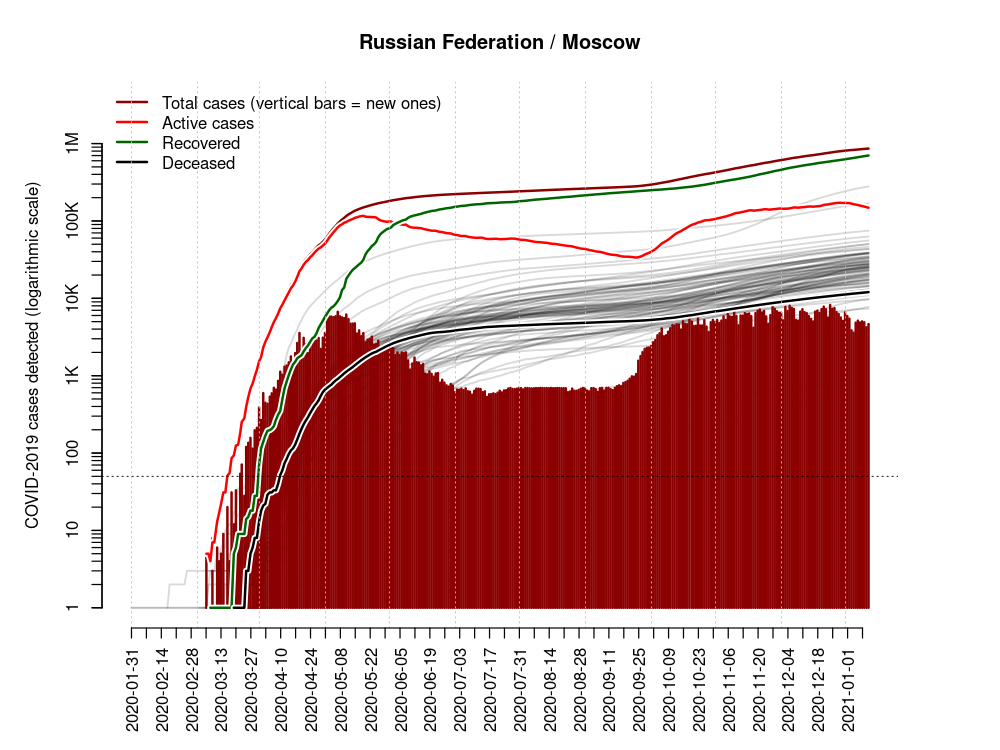 Russian Federation / Moscow
Total cases (vertical bars = new ones)
Active cases
Recovered
Deceased
COVID-2019 cases detected (logarithmic scale)
1M
100K
10K
1K
100
10
1
2020-01-31
2020-02-14
2020-02-28
2020-03-13
2020-03-27
2020-04-10
2020-04-24
2020-05-08
2020-05-22
2020-06-05
2020-06-19
2020-07-03
2020-07-17
2020-07-31
2020-08-14
2020-08-28
2020-09-11
2020-09-25
2020-10-09
2020-10-23
2020-11-06
2020-11-20
2020-12-04
2020-12-18
2021-01-01